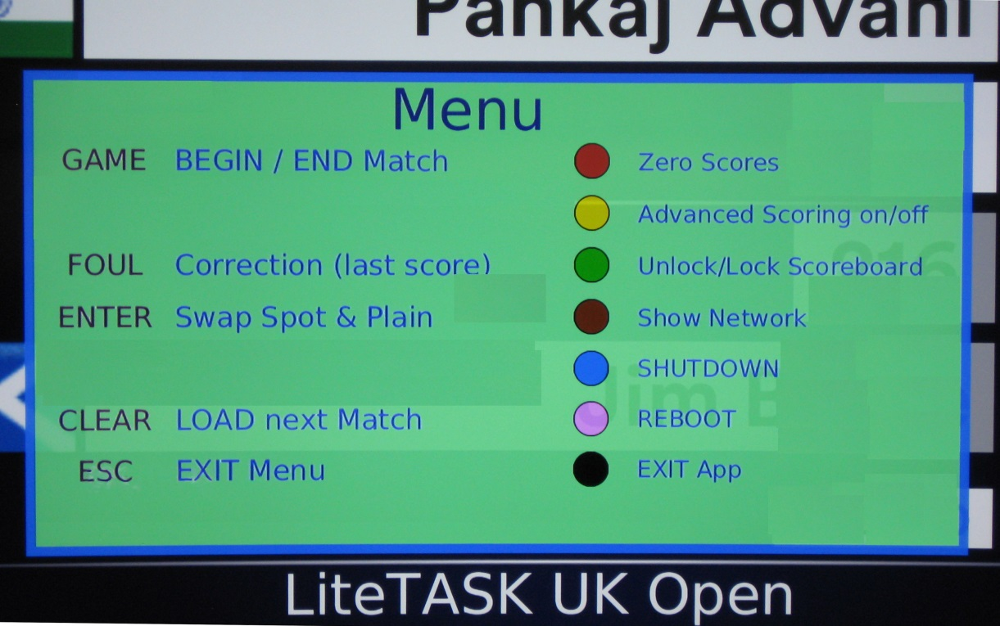 Pankaj Advani
Menu
GAME BEGIN / END Match
Zero Scores
Advanced Scoring on/off
FOUL Correction (last score)
Unlock/Lock Scoreboard
ENTER Swap Spot & Plain
Show Network
SHUTDOWN
CLEAR LOAD next Match
REBOOT
ESC EXIT Menu
EXIT App
916
Jim
LiteTASK UK Open